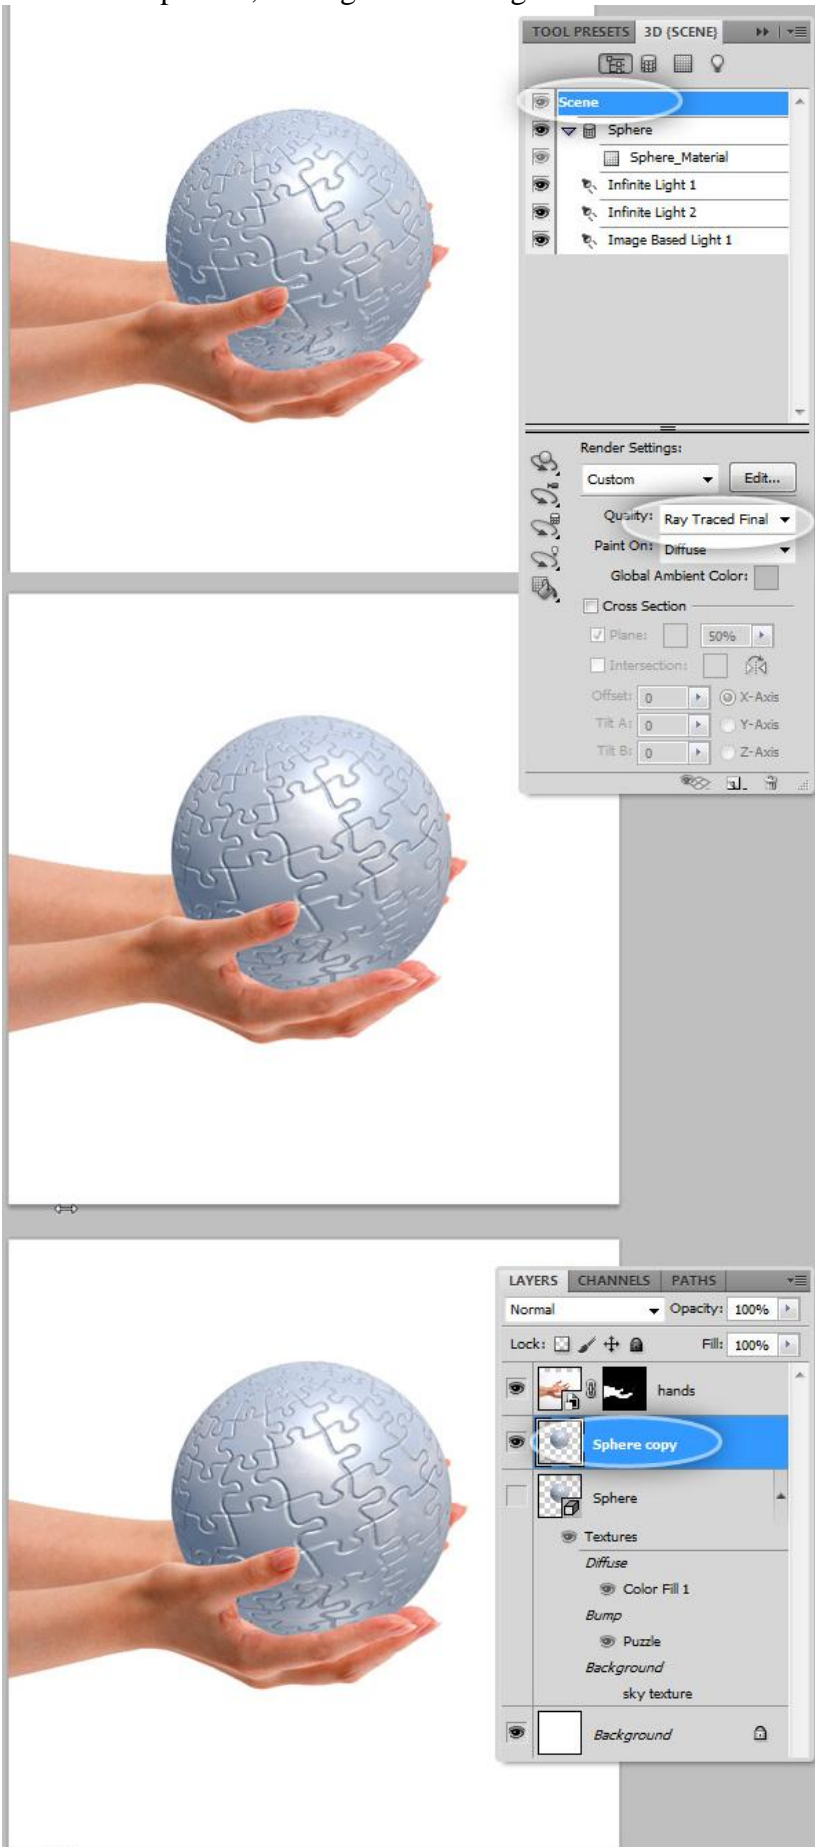 TOOL PRESETS 3D {SCENE}
Scene
Sphere
Sphere_Material
Infinite Light 1
Infinite Light 2
Image Based Light 1
Render Settings:
Custom Edit...
Quality: Ray Traced Final
Paint On: Diffuse
Global Ambient Color:
Cross Section
Plane: 50%
Intersection:
Offset: 0 X-Axis
Tilt A: 0 Y-Axis
Tilt B: 0 Z-Axis
LAYERS CHANNELS PATHS
Normal Opacity: 100%
Lock: Fill: 100%
hands
Sphere copy
Sphere
Textures
Diffuse
Color Fill 1
Bump
Puzzle
Background
sky texture
Background